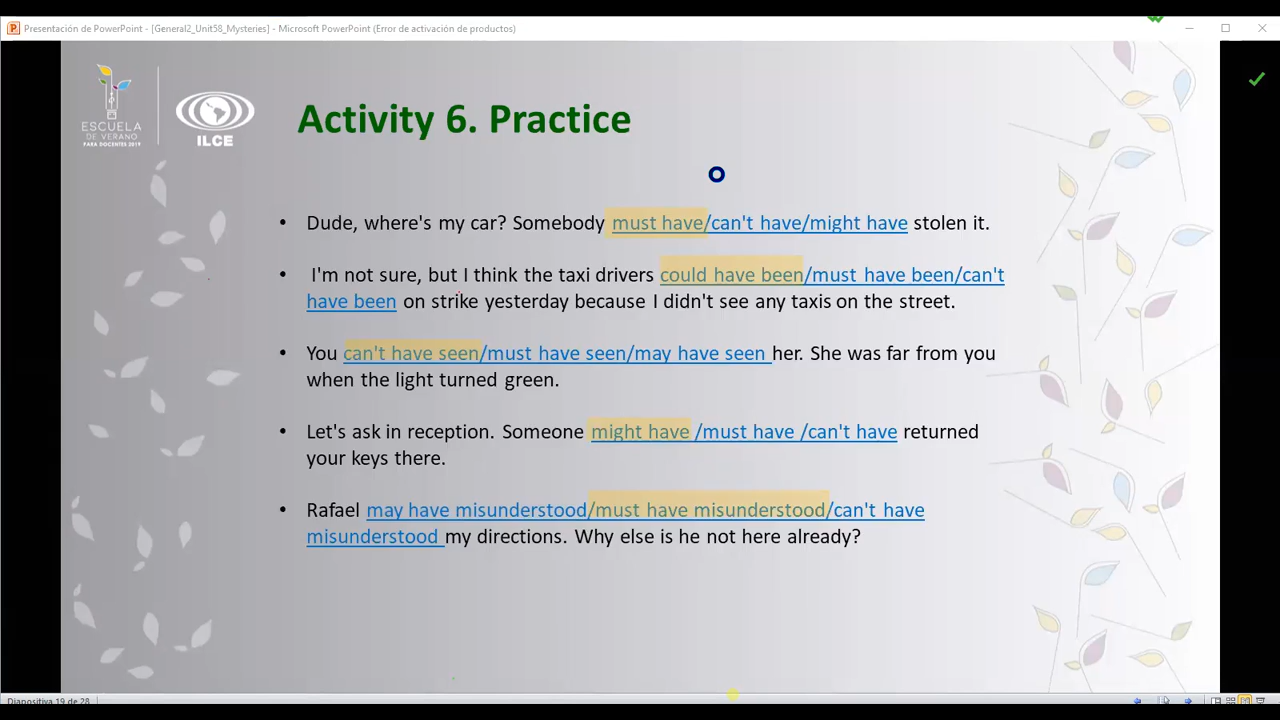 Presentación de PowerPoint - [General2_Unit58_Mysteries] - Microsoft PowerPoint (Error de activación de productos)
ESCUELA
DE VERANO
PARA DOCENTES 2019
ILCE
Activity 6. Practice
• Dude, where's my car? Somebody must have/can't have/might have stolen it.
• I'm not sure, but I think the taxi drivers could have been/must have been/can't
have been on strike yesterday because I didn't see any taxis on the street.
• You can't have seen/must have seen/may have seen her. She was far from you
when the light turned green.
• Let's ask in reception. Someone might have /must have /can't have returned
your keys there.
• Rafael may have misunderstood/must have misunderstood/can't have
misunderstood my directions. Why else is he not here already?
Diapositiva 19 de 28